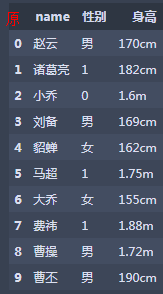 原 name 性别 身高
0 赵云 男 170cm
1 诸葛亮 1 182cm
2 小乔 0 1.6m
3 刘备 男 169cm
4 貂蝉 女 162cm
5 马超 1 1.75m
6 大乔 女 155cm
7 费祎 1 1.88m
8 曹操 男 1.72m
9 曹丕 男 190cm